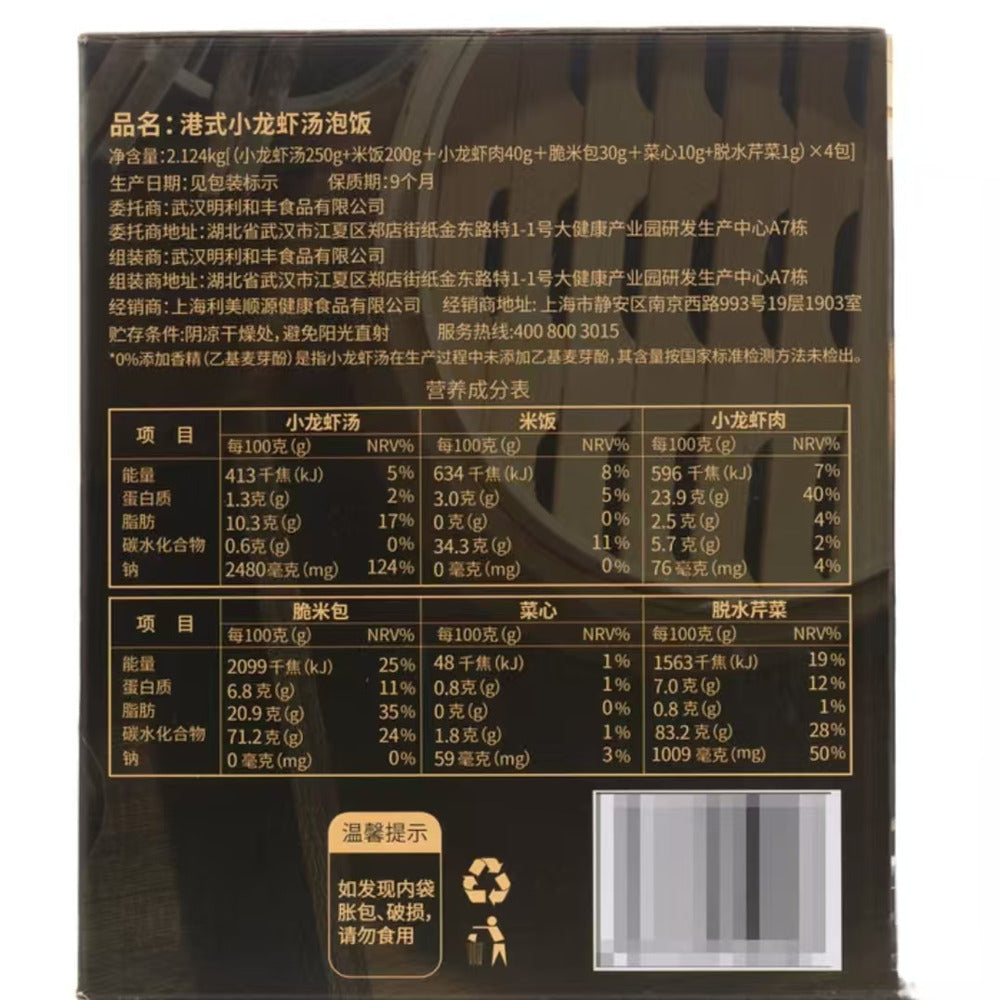 品名：港式小龙虾汤泡饭
净含量:2.124kg[（小龙虾汤250g+米饭200g＋小龙虾肉40g＋脆米包30g＋菜心10g+脱水芹菜1g）×4包]
生产日期:见包装标示 保质期:9个月
委托商:武汉明利和丰食品有限公司
委托商地址:湖北省武汉市江夏区郑店街纸金东路特1-1号大健康产业园研发生产中心A7栋
组装商:武汉明利和丰食品有限公司
组装商地址:湖北省武汉市江夏区郑店街纸金东路特1-1号大健康产业园研发生产中心A7栋
经销商:上海利美顺源健康食品有限公司 经销商地址:上海市静安区南京西路993号19层1903室
贮存条件:阴凉干燥处,避免阳光直射 服务热线:400 800 3015
*0%添加香精(乙基麦芽酚)是指小龙虾汤在生产过程中未添加乙基麦芽酚,其含量按国家标准检测方法未检出。
营养成分表
项 目 小龙虾汤 米饭 小龙虾肉
每100克(g) NRV% 每100克(g) NRV% 每100克(g) NRV%
能量 413千焦(kJ) 5% 634千焦(kJ) 8% 596千焦(kJ) 7%
蛋白质 1.3克(g) 2% 3.0克(g) 5% 23.9克(g) 40%
脂肪 10.3克(g) 17% 0克(g) 0% 2.5克(g) 4%
碳水化合物 0.6克(g) 0% 34.3克(g) 11% 5.7克(g) 2%
钠 2480毫克(mg) 124% 0毫克(mg) 0% 76毫克(mg) 4%
项 目 脆米包 菜心 脱水芹菜
每100克(g) NRV% 每100克(g) NRV% 每100克(g) NRV%
能量 2099千焦(kJ) 25% 48千焦(kJ) 1% 1563千焦(kJ) 19%
蛋白质 6.8克(g) 11% 0.8克(g) 1% 7.0克(g) 12%
脂肪 20.9克(g) 35% 0克(g) 0% 0.8克(g) 1%
碳水化合物 71.2克(g) 24% 1.8克(g) 1% 83.2克(g) 28%
钠 0毫克(mg) 0% 59毫克(mg) 3% 1009毫克(mg) 50%
温馨提示
如发现内袋
胀包、破损,
请勿食用